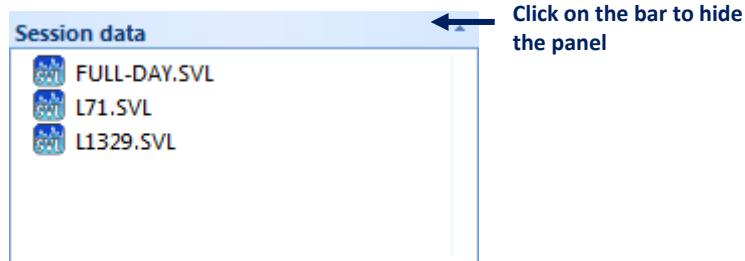 Session data
Click on the bar to hide
the panel
FULL-DAY.SVL
L71.SVL
L1329.SVL